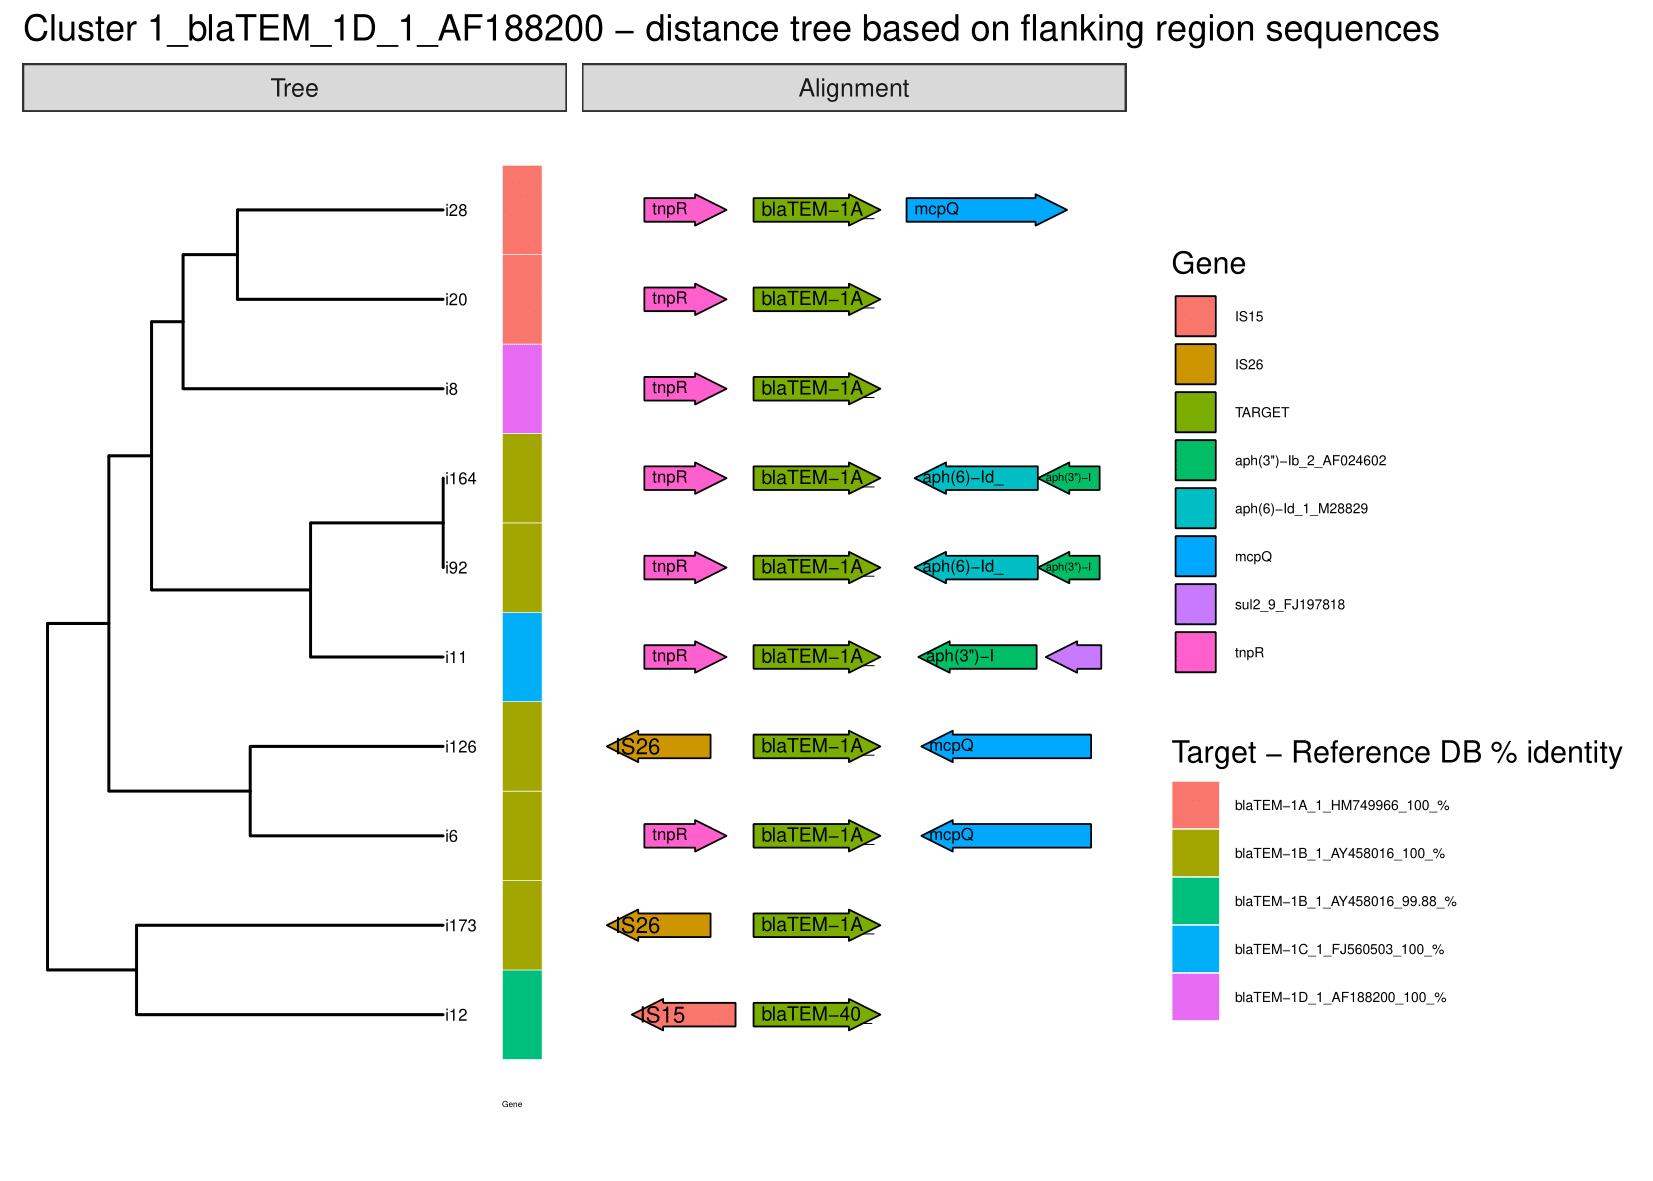 Cluster 1_blaTEM_1D_1_AF188200 – distance tree based on flanking region sequences
Tree
Alignment
i28
tnpR
blaTEM−1A_
mcpQ
i20
tnpR
blaTEM−1A_
i8
tnpR
blaTEM−1A_
i164
tnpR
blaTEM−1A_
aph(6)−Id_
aph(3'')−I
i92
tnpR
blaTEM−1A_
aph(6)−Id_
aph(3'')−I
i11
tnpR
blaTEM−1A_
aph(3'')−I
i126
IS26
blaTEM−1A_
mcpQ
i6
tnpR
blaTEM−1A_
mcpQ
i173
IS26
blaTEM−1A_
i12
IS15
blaTEM−40_
Gene
Gene
IS15
IS26
TARGET
aph(3'')−Ib_2_AF024602
aph(6)−Id_1_M28829
mcpQ
sul2_9_FJ197818
tnpR
Target − Reference DB % identity
blaTEM−1A_1_HM749966_100_%
blaTEM−1B_1_AY458016_100_%
blaTEM−1B_1_AY458016_99.88_%
blaTEM−1C_1_FJ560503_100_%
blaTEM−1D_1_AF188200_100_%